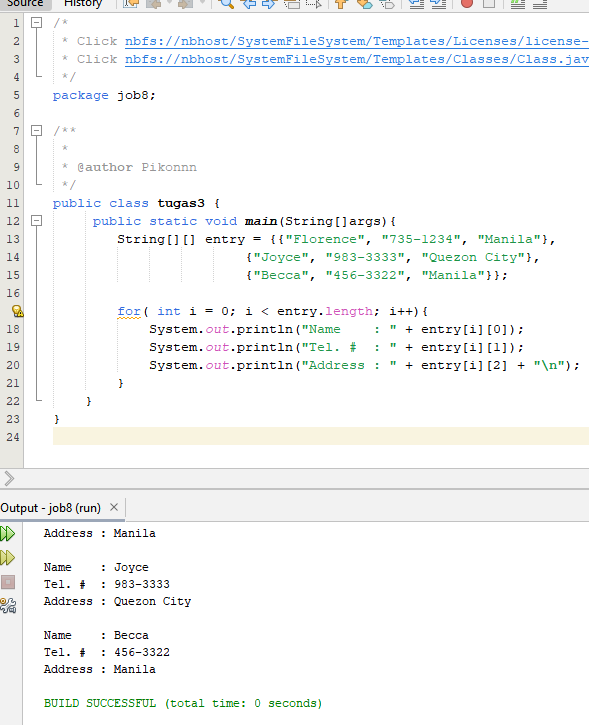 Source
History
1 /*
2 * Click nbfs://nbhost/SystemFileSystem/Templates/Licenses/license-
3 * Click nbfs://nbhost/SystemFileSystem/Templates/Classes/Class.jav
4 */
5 package job8;
6
7 /**
8 *
9 * @author Pikonnn
10 */
11 public class tugas3 {
12 public static void main(String[]args){
13 String[][] entry = {{"Florence", "735-1234", "Manila"},
14 {"Joyce", "983-3333", "Quezon City"},
15 {"Becca", "456-3322", "Manila"}};
16
for( int i = 0; i < entry.length; i++){
18 System.out.println("Name    : " + entry[i][0]);
19 System.out.println("Tel. #  : " + entry[i][1]);
20 System.out.println("Address : " + entry[i][2] + "\n");
21 }
22 }
23 }
24
Output - job8 (run) ×
Address : Manila
Name    : Joyce
Tel. #  : 983-3333
Address : Quezon City
Name    : Becca
Tel. #  : 456-3322
Address : Manila
BUILD SUCCESSFUL (total time: 0 seconds)